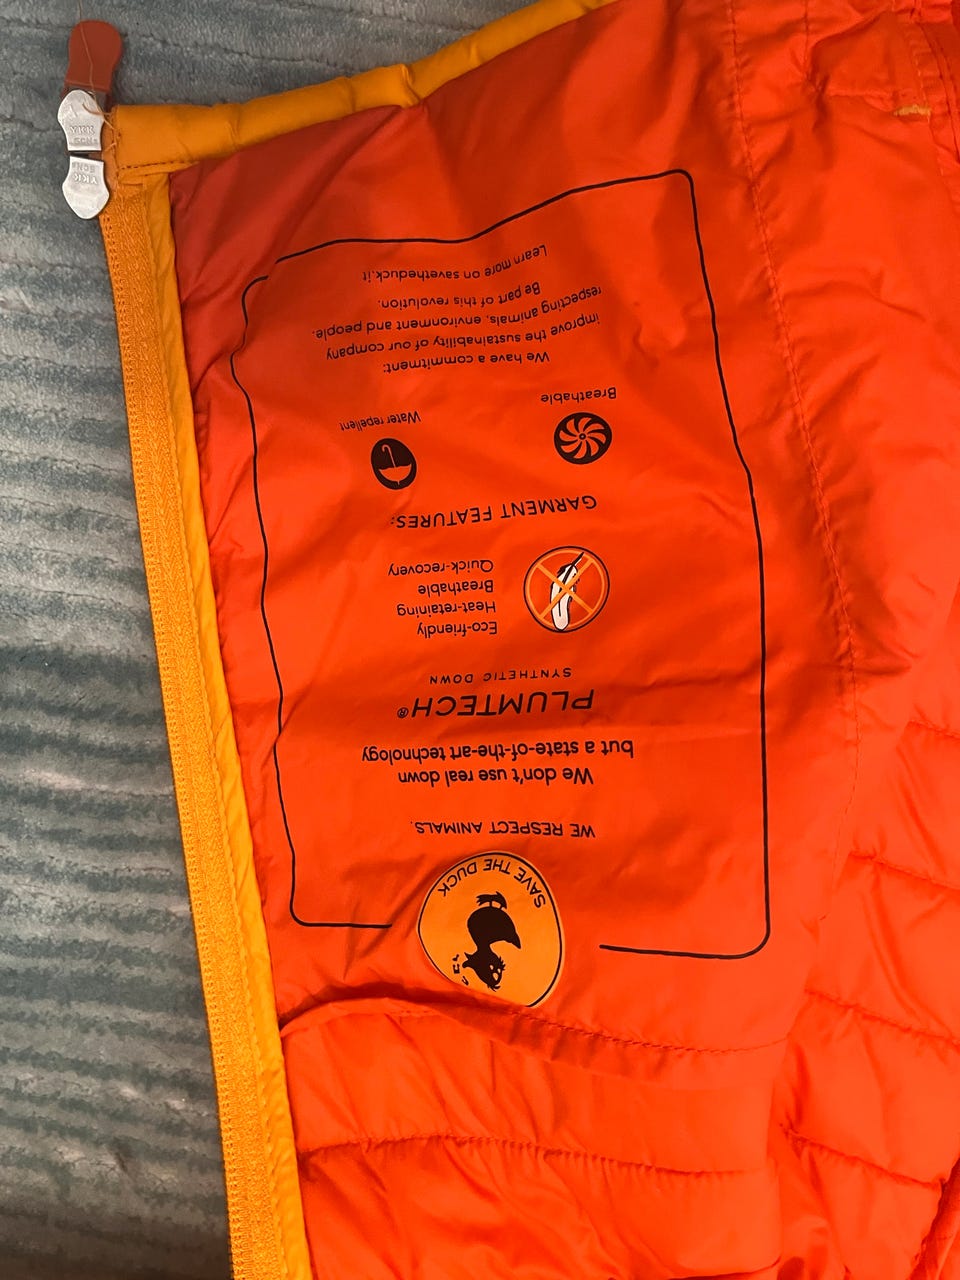 SAVE THE DUCK
WE RESPECT ANIMALS.
We don't use real down
but a state-of-the-art technology
PLUMTECH®
SYNTHETIC DOWN
Eco-friendly
Heat-retaining
Breathable
Quick-recovery
GARMENT FEATURES:
Breathable
Water repellent
We have a commitment:
improve the sustainability of our company
respecting animals, environment and people.
Be part of this revolution.
Learn more on savetheduck.it
YKK
YKK